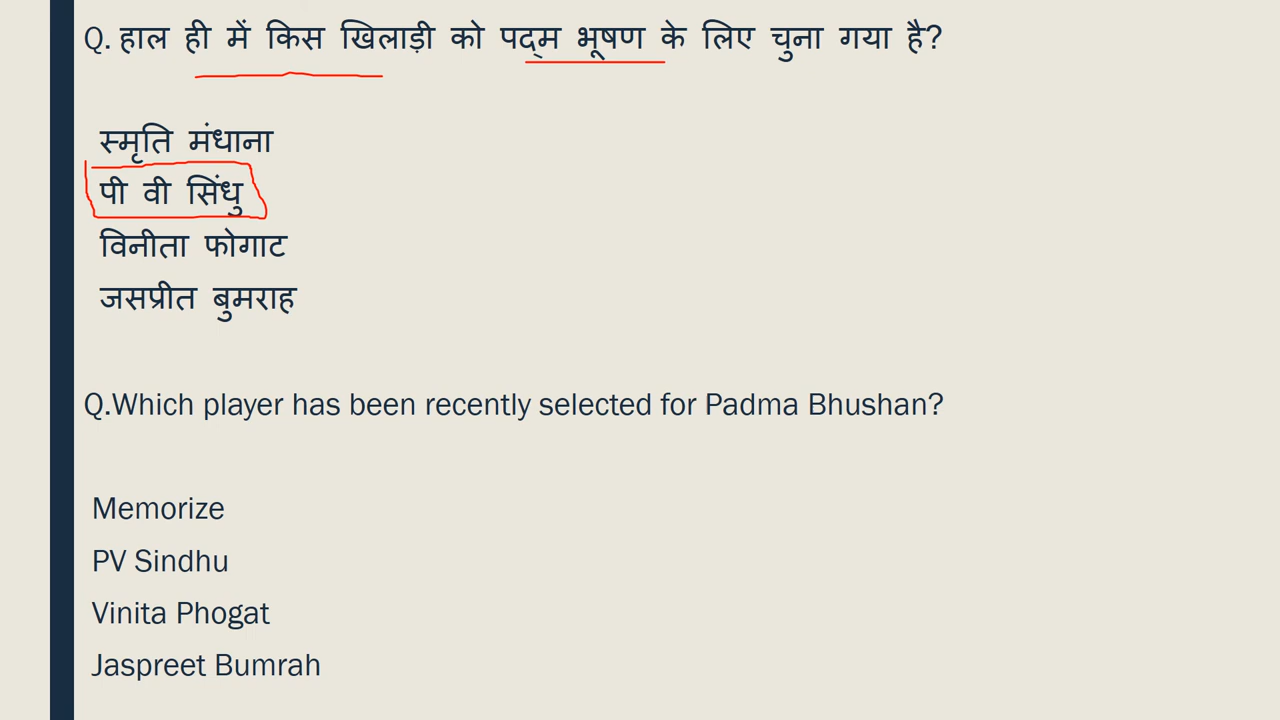 Q. हाल ही में किस खिलाड़ी को पद्म भूषण के लिए चुना गया है?
स्मृति मंधाना
पी वी सिंधु
विनीता फोगाट
जसप्रीत बुमराह
Q.Which player has been recently selected for Padma Bhushan?
Memorize
PV Sindhu
Vinita Phogat
Jaspreet Bumrah